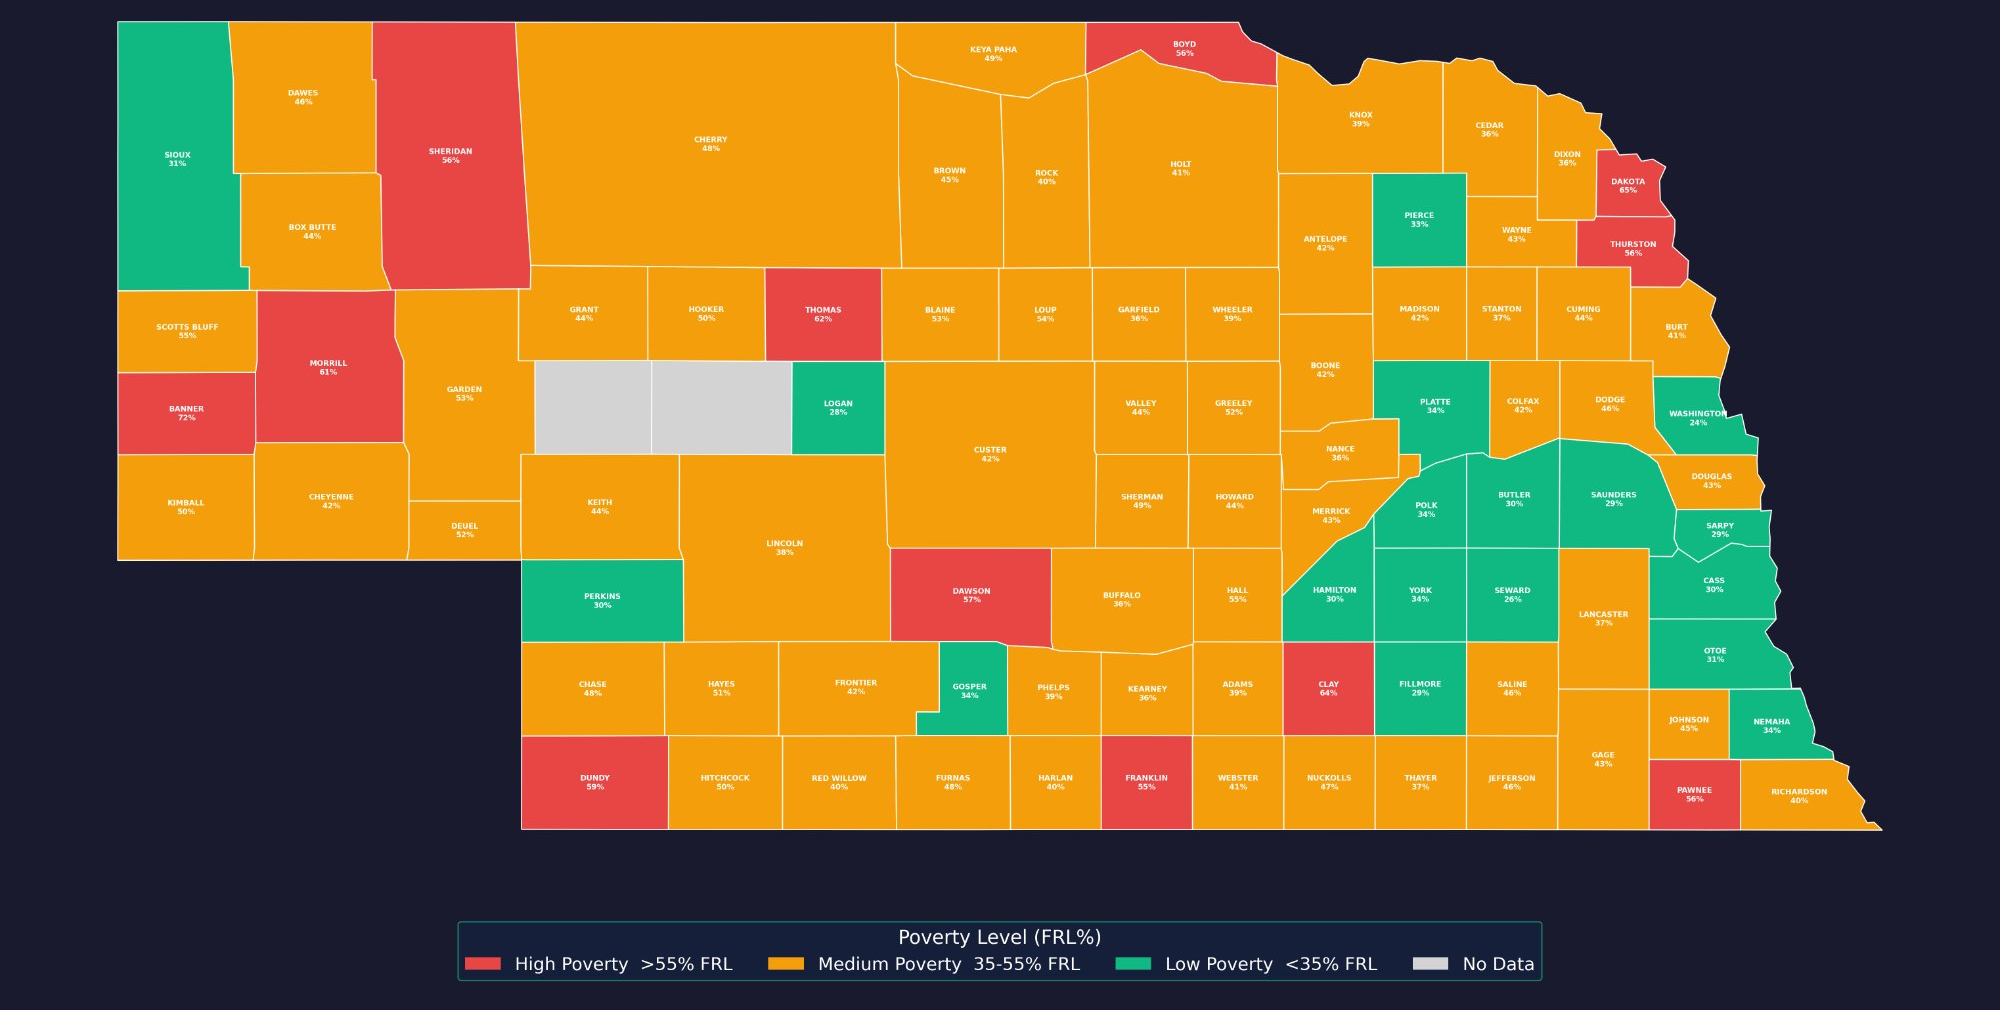 KEYA PAHA
49%
BOYD
56%
DAWES
46%
SHERIDAN
56%
CHERRY
48%
KNOX
39%
CEDAR
36%
DIXON
36%
SIOUX
31%
BROWN
45%
ROCK
40%
HOLT
41%
DAKOTA
65%
BOX BUTTE
44%
ANTELOPE
42%
PIERCE
33%
WAYNE
43%
THURSTON
56%
SCOTTS BLUFF
55%
GRANT
44%
HOOKER
50%
THOMAS
62%
BLAINE
53%
LOUP
54%
GARFIELD
36%
WHEELER
39%
MADISON
42%
STANTON
37%
CUMING
44%
BURT
41%
MORRILL
61%
GARDEN
53%
BANNER
72%
LOGAN
28%
CUSTER
42%
VALLEY
44%
GREELEY
52%
BOONE
42%
PLATTE
34%
COLFAX
42%
DODGE
46%
WASHINGTON
24%
NANCE
36%
KIMBALL
50%
CHEYENNE
42%
DEUEL
52%
KEITH
44%
LINCOLN
38%
SHERMAN
49%
HOWARD
44%
MERRICK
43%
POLK
34%
BUTLER
30%
SAUNDERS
29%
DOUGLAS
43%
SARPY
29%
PERKINS
30%
DAWSON
57%
BUFFALO
36%
HALL
55%
HAMILTON
30%
YORK
34%
SEWARD
26%
LANCASTER
37%
CASS
30%
OTOE
31%
CHASE
48%
HAYES
51%
FRONTIER
42%
GOSPER
34%
PHELPS
39%
KEARNEY
36%
ADAMS
39%
CLAY
64%
FILLMORE
29%
SALINE
46%
JOHNSON
45%
NEMAHA
34%
DUNDY
59%
HITCHCOCK
50%
RED WILLOW
40%
FURNAS
48%
HARLAN
40%
FRANKLIN
55%
WEBSTER
41%
NUCKOLLS
47%
THAYER
37%
JEFFERSON
46%
GAGE
43%
PAWNEE
56%
RICHARDSON
40%
Poverty Level (FRL%)
High Poverty >55% FRL
Medium Poverty 35-55% FRL
Low Poverty <35% FRL
No Data